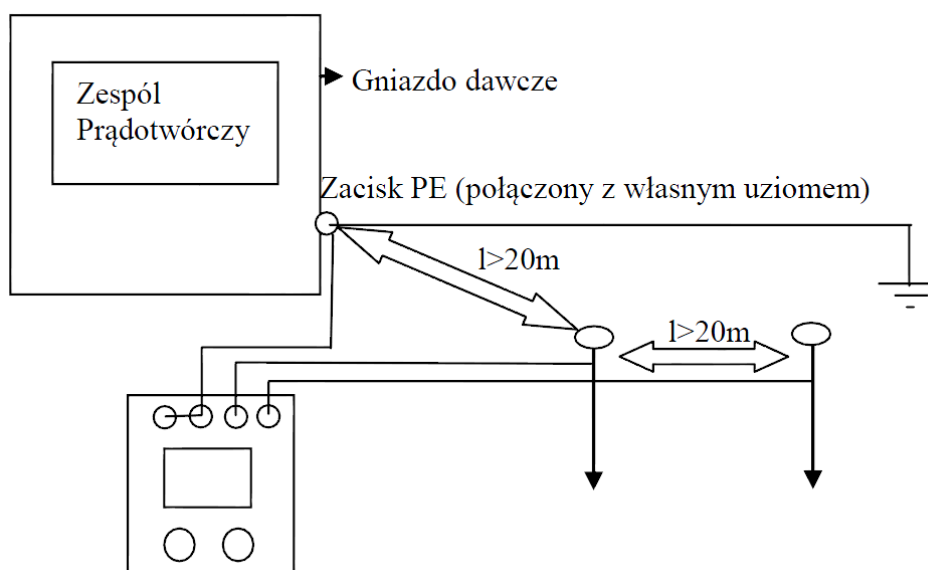 Zespól
Prądotwórczy
Gniazdo dawcze
Zacisk PE (połączony z własnym uziomem)
l>20m
l>20m